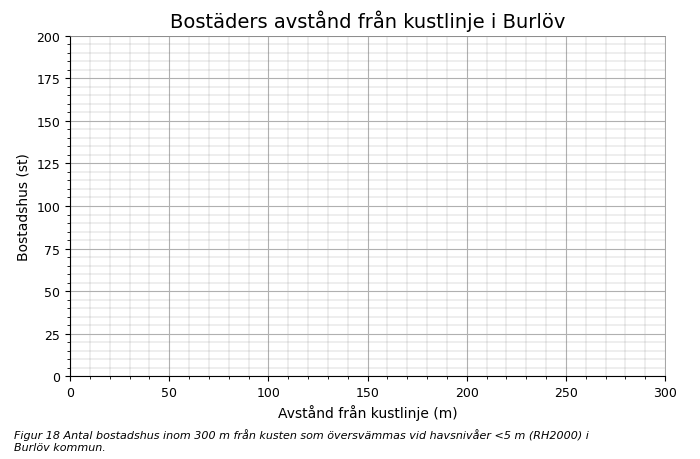 Bostäders avstånd från kustlinje i Burlöv
200
175
150
125
100
75
50
25
0
Bostadshus (st)
0 50 100 150 200 250 300
Avstånd från kustlinje (m)
Figur 18 Antal bostadshus inom 300 m från kusten som översvämmas vid havsnivåer <5 m (RH2000) i
Burlöv kommun.